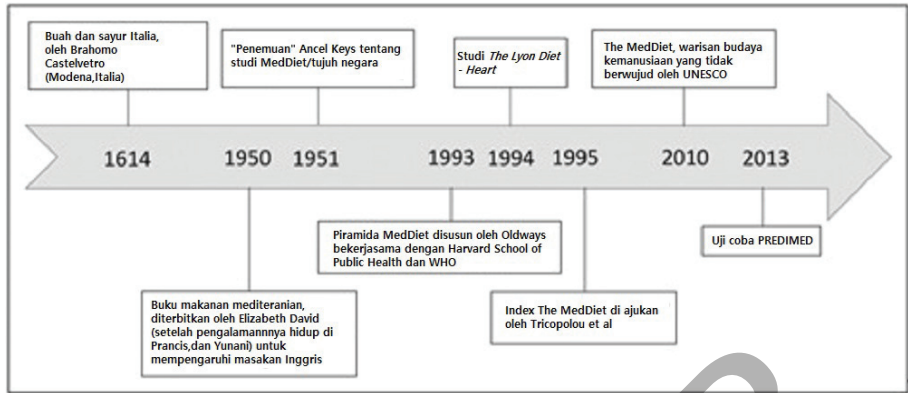 Buah dan sayur Italia,
oleh Brahomo
Castelvetro
(Modena,Italia)
"Penemuan" Ancel Keys tentang
studi MedDiet/tujuh negara
Studi The Lyon Diet
- Heart
The MedDiet, warisan budaya
kemanusiaan yang tidak
berwujud oleh UNESCO
1614
1950
1951
1993
1994
1995
2010
2013
Piramida MedDiet disusun oleh Oldways
bekerjasama dengan Harvard School of
Public Health dan WHO
Uji coba PREDIMED
Buku makanan mediteranian,
diterbitkan oleh Elizabeth David
(setelah pengalamannnya hidup di
Prancis,dan Yunani) untuk
mempengaruhi masakan Inggris
Index The MedDiet di ajukan
oleh Tricopolou et al